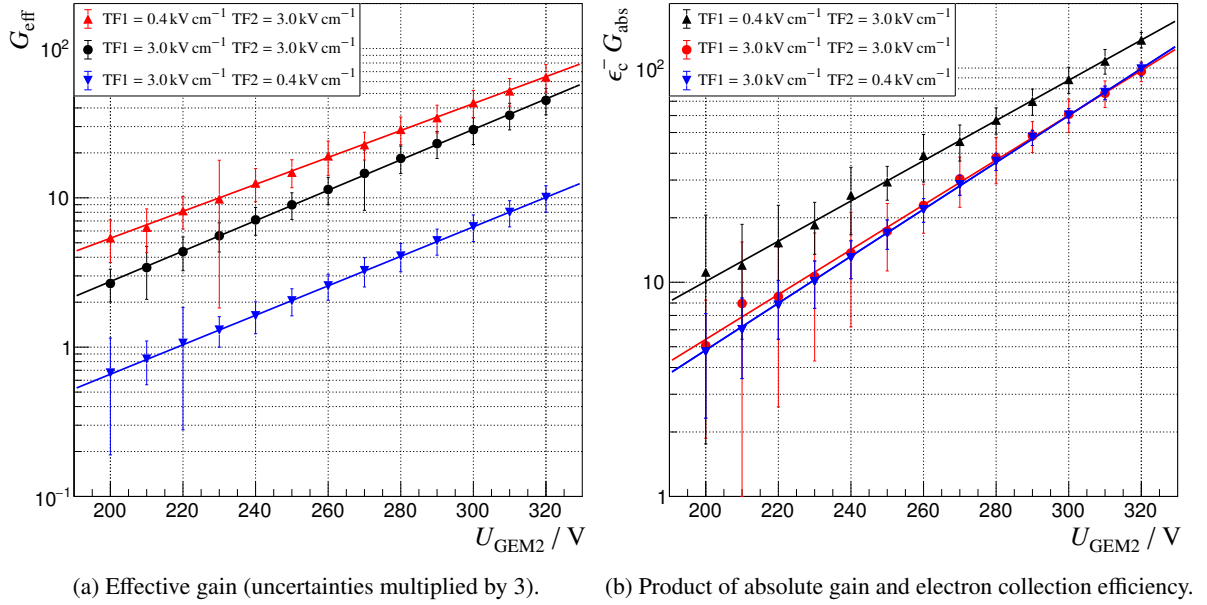 G_eff
10²
10
1
10⁻¹
TF1 = 0.4 kV cm⁻¹ TF2 = 3.0 kV cm⁻¹
TF1 = 3.0 kV cm⁻¹ TF2 = 3.0 kV cm⁻¹
TF1 = 3.0 kV cm⁻¹ TF2 = 0.4 kV cm⁻¹
200 220 240 260 280 300 320
U_GEM2 / V
(a) Effective gain (uncertainties multiplied by 3).
ϵ_c⁻ G_abs
10²
10
1
TF1 = 0.4 kV cm⁻¹ TF2 = 3.0 kV cm⁻¹
TF1 = 3.0 kV cm⁻¹ TF2 = 3.0 kV cm⁻¹
TF1 = 3.0 kV cm⁻¹ TF2 = 0.4 kV cm⁻¹
200 220 240 260 280 300 320
U_GEM2 / V
(b) Product of absolute gain and electron collection efficiency.